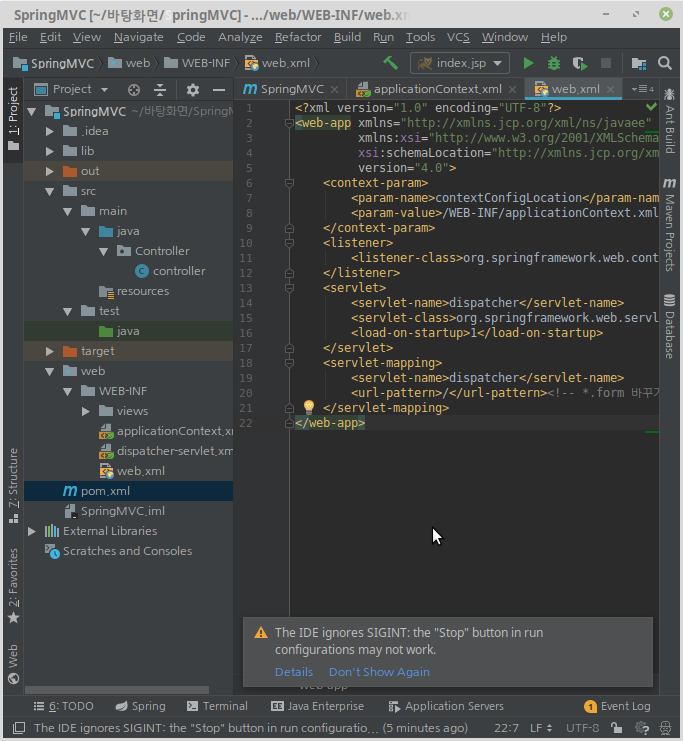 SpringMVC [~/바탕화면/SpringMVC] - .../web/WEB-INF/web.x
File Edit View Navigate Code Analyze Refactor Build Run Tools VCS Window Help
SpringMVC web WEB-INF web.xml index.jsp
1: Project
Project
SpringMVC applicationContext.xml web.xml 4
SpringMVC ~/바탕화면/SpringM
.idea
lib
out
src
main
java
Controller
controller
resources
test
java
target
web
WEB-INF
views
applicationContext.x
dispatcher-servlet.xm
web.xml
pom.xml
SpringMVC.iml
External Libraries
Scratches and Consoles
1 <?xml version="1.0" encoding="UTF-8"?>
2 <web-app xmlns="http://xmlns.jcp.org/xml/ns/javaee"
3 xmlns:xsi="http://www.w3.org/2001/XMLSchema
4 xsi:schemaLocation="http://xmlns.jcp.org/xm
5 version="4.0">
6 <context-param>
7 <param-name>contextConfigLocation</param-nam
8 <param-value>/WEB-INF/applicationContext.xml
9 </context-param>
10 <listener>
11 <listener-class>org.springframework.web.cont
12 </listener>
13 <servlet>
14 <servlet-name>dispatcher</servlet-name>
15 <servlet-class>org.springframework.web.servl
16 <load-on-startup>1</load-on-startup>
17 </servlet>
18 <servlet-mapping>
19 <servlet-name>dispatcher</servlet-name>
20 <url-pattern>/</url-pattern><!-- *.form 바꾸기
21 </servlet-mapping>
22 </web-app>
Ant Build
Maven Projects
Database
7: Structure
2: Favorites
Web
The IDE ignores SIGINT: the "Stop" button in run
configurations may not work.
Details Don't Show Again
web-app
6: TODO Spring Terminal Java Enterprise Application Servers 1 Event Log
The IDE ignores SIGINT: the "Stop" button in run configuratio... (5 minutes ago) 22:7 LF UTF-8